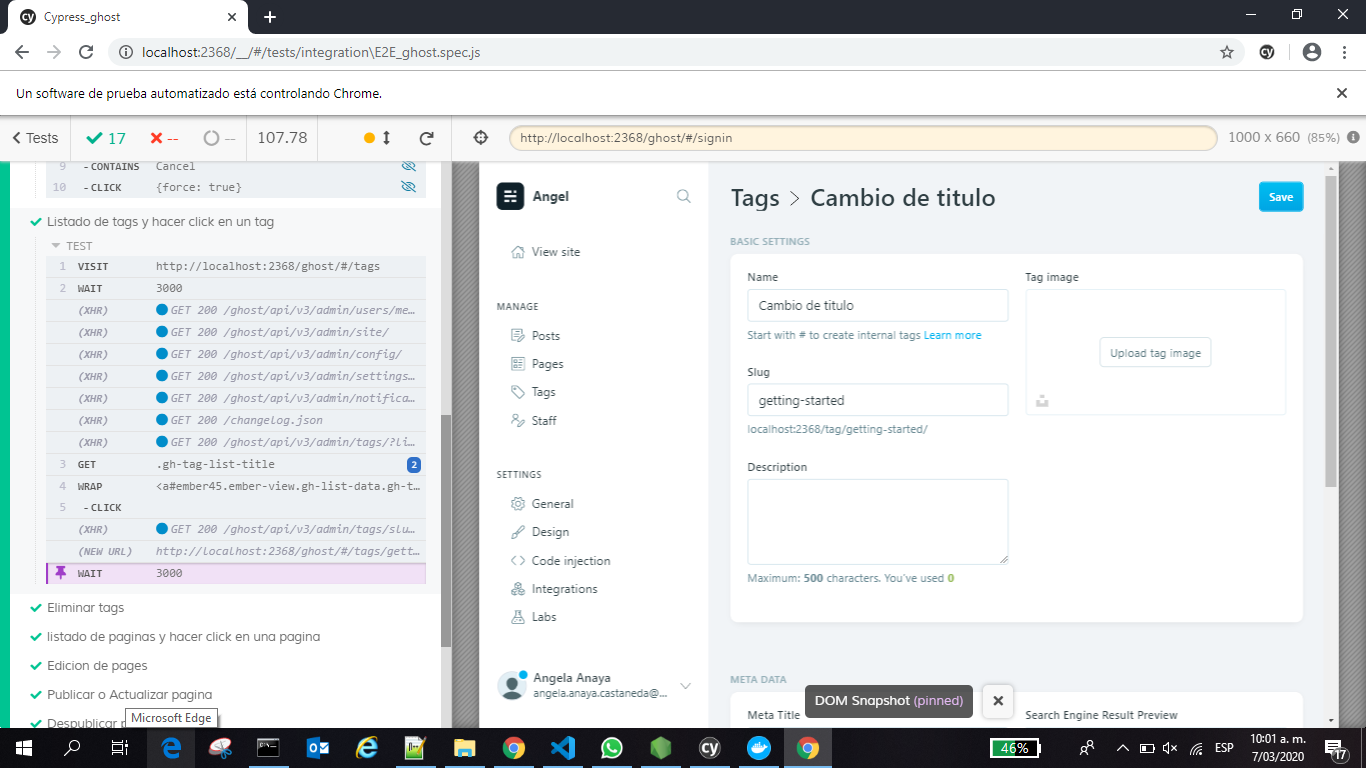 Cypress_ghost
localhost:2368/__/#/tests/integration\E2E_ghost.spec.js
Un software de prueba automatizado está controlando Chrome.
Tests
17
--
--
107.78
http://localhost:2368/ghost/#/signin
1000 x 660 (85%)
9 - CONTAINS Cancel
10 - CLICK {force: true}
Listado de tags y hacer click en un tag
TEST
1 VISIT http://localhost:2368/ghost/#/tags
2 WAIT 3000
(XHR) GET 200 /ghost/api/v3/admin/users/me…
(XHR) GET 200 /ghost/api/v3/admin/site/
(XHR) GET 200 /ghost/api/v3/admin/config/
(XHR) GET 200 /ghost/api/v3/admin/settings…
(XHR) GET 200 /ghost/api/v3/admin/notifica…
(XHR) GET 200 /changelog.json
(XHR) GET 200 /ghost/api/v3/admin/tags/?li…
3 GET .gh-tag-list-title 2
4 WRAP <a#ember45.ember-view.gh-list-data.gh-t…
5 - CLICK
(XHR) GET 200 /ghost/api/v3/admin/tags/slu…
(NEW URL) http://localhost:2368/ghost/#/tags/gett…
WAIT 3000
Eliminar tags
listado de paginas y hacer click en una pagina
Edicion de pages
Publicar o Actualizar pagina
Despublicar
Microsoft Edge
Angel
View site
MANAGE
Posts
Pages
Tags
Staff
SETTINGS
General
Design
Code injection
Integrations
Labs
Angela Anaya
angela.anaya.castaneda@...
Tags > Cambio de titulo
Save
BASIC SETTINGS
Name
Cambio de titulo
Start with # to create internal tags Learn more
Slug
getting-started
localhost:2368/tag/getting-started/
Description
Maximum: 500 characters. You've used 0
Tag image
Upload tag image
META DATA
Meta Title
Search Engine Result Preview
DOM Snapshot (pinned)
46%
ESP
10:01 a. m.
7/03/2020
17